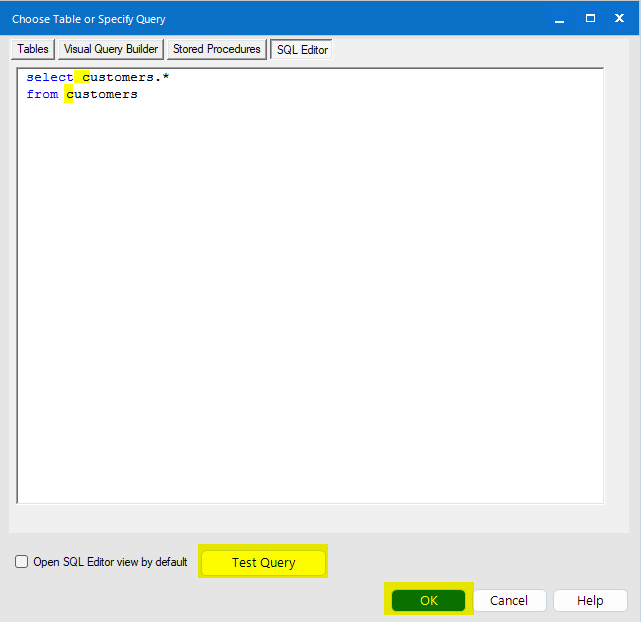 Choose Table or Specify Query
Tables Visual Query Builder Stored Procedures SQL Editor
select customers.*
from customers
Open SQL Editor view by default Test Query
OK Cancel Help